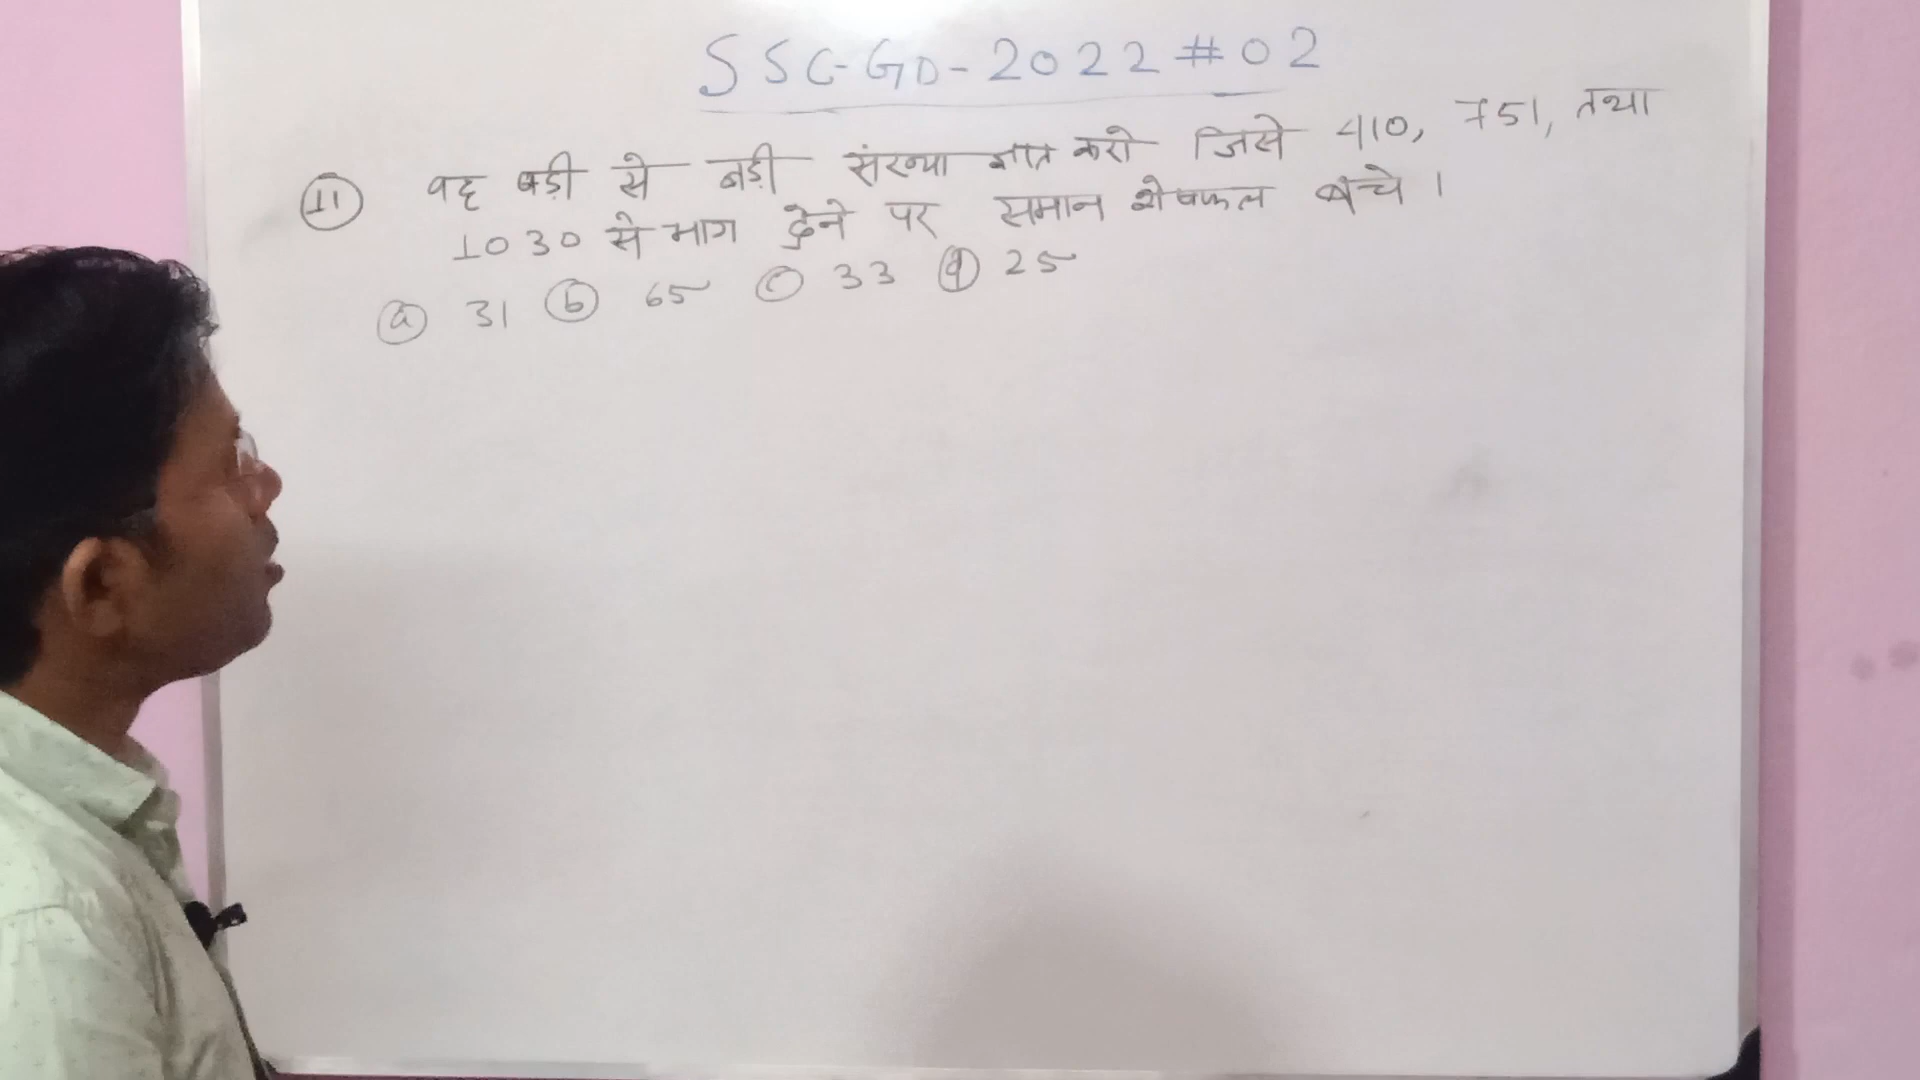 SSC-GD-2022 #02
11 वह बड़ी से बड़ी संख्या ज्ञात करो जिसे 410, 751, तथा
1030 से भाग देने पर समान शेषफल बचे ।
a 31 b 65 c 33 d 25